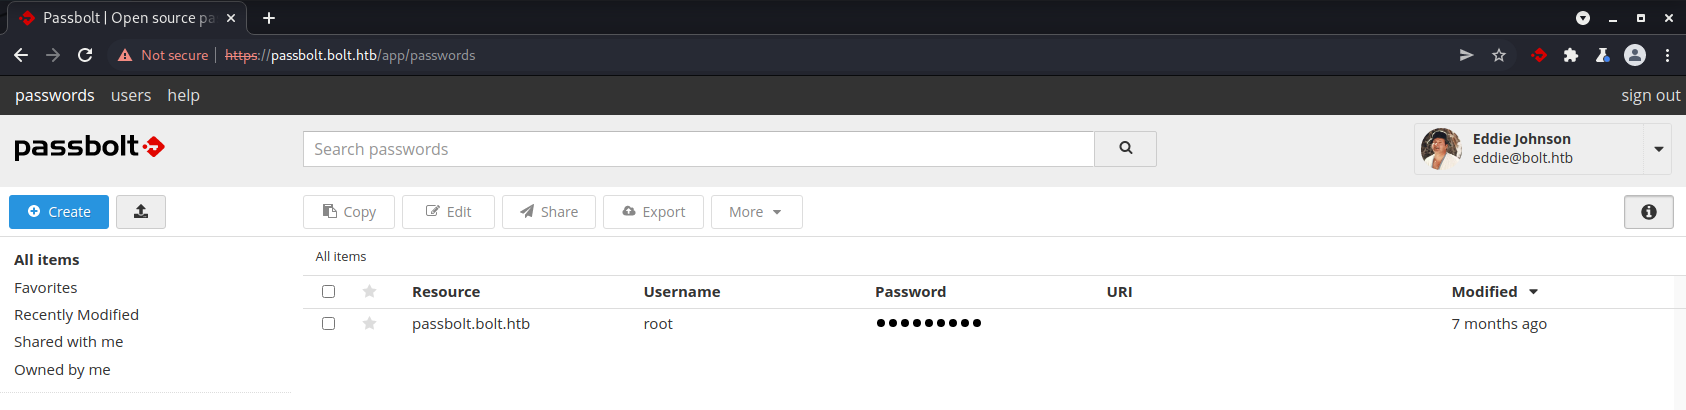 Passbolt | Open source pa
Not secure https://passbolt.bolt.htb/app/passwords
passwords users help sign out
passbolt Search passwords Eddie Johnson
eddie@bolt.htb
Create Copy Edit Share Export More
All items All items
Favorites Resource Username Password URI Modified
Recently Modified passbolt.bolt.htb root ●●●●●●●●● 7 months ago
Shared with me
Owned by me